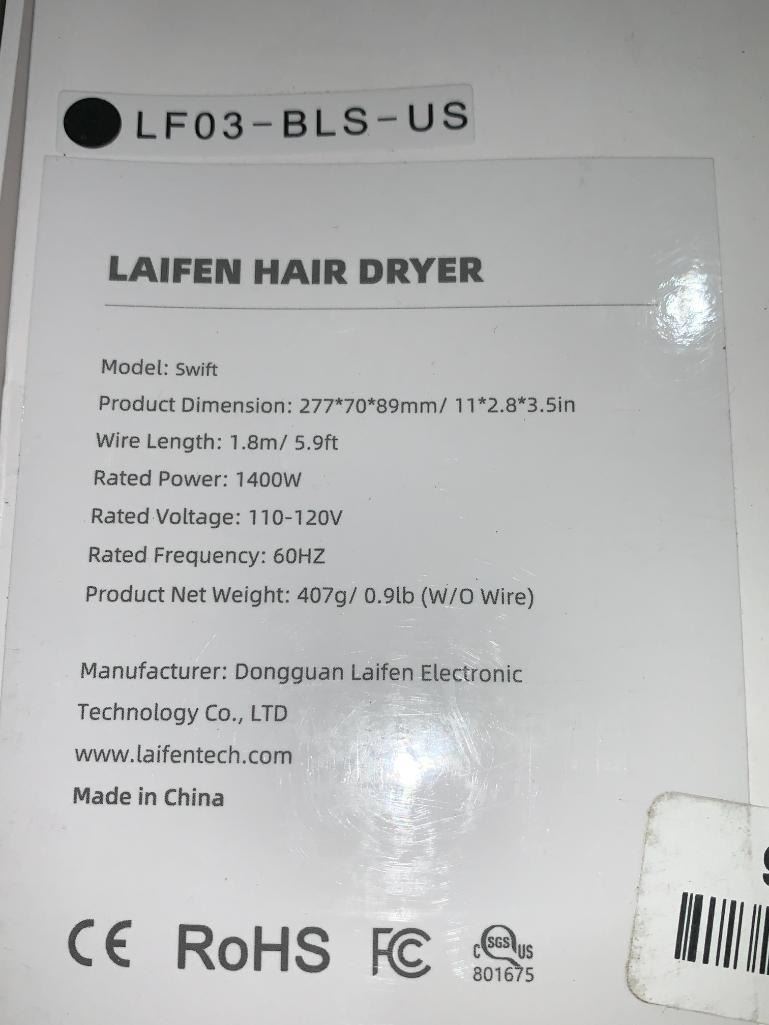 LF03-BLS-US
LAIFEN HAIR DRYER
Model: Swift
Product Dimension: 277*70*89mm/ 11*2.8*3.5in
Wire Length: 1.8m/ 5.9ft
Rated Power: 1400W
Rated Voltage: 110-120V
Rated Frequency: 60HZ
Product Net Weight: 407g/ 0.9lb (W/O Wire)
Manufacturer: Dongguan Laifen Electronic
Technology Co., LTD
www.laifentech.com
Made in China
CE RoHS FC c SGS US
801675